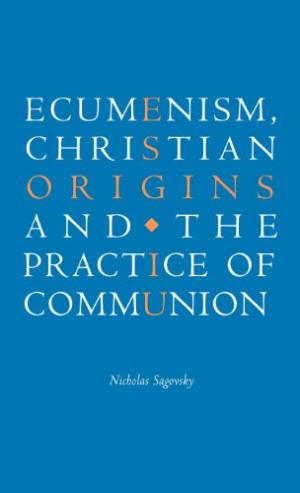 ECUMENISM,
CHRISTIAN
ORIGINS
AND ◆ THE
PRACTICE OF
COMMUNION
Nicholas Sagovsky